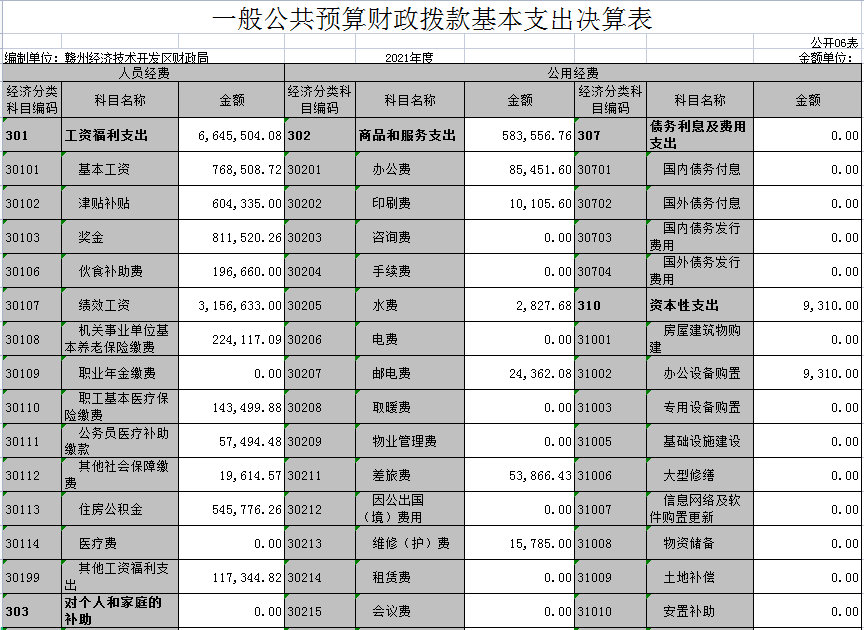 一般公共预算财政拨款基本支出决算表
公开06表
编制单位：赣州经济技术开发区财政局 2021年度 金额单位：
人员经费 公用经费
经济分类科目编码 科目名称 金额 经济分类科目编码 科目名称 金额 经济分类科目编码 科目名称 金额
301 工资福利支出 6,645,504.08 302 商品和服务支出 583,556.76 307 债务利息及费用支出 0.00
30101 基本工资 768,508.72 30201 办公费 85,451.60 30701 国内债务付息 0.00
30102 津贴补贴 604,335.00 30202 印刷费 10,105.60 30702 国外债务付息 0.00
30103 奖金 811,520.26 30203 咨询费 0.00 30703 国内债务发行费用 0.00
30106 伙食补助费 196,660.00 30204 手续费 0.00 30704 国外债务发行费用 0.00
30107 绩效工资 3,156,633.00 30205 水费 2,827.68 310 资本性支出 9,310.00
30108 机关事业单位基本养老保险缴费 224,117.09 30206 电费 0.00 31001 房屋建筑物购建 0.00
30109 职业年金缴费 0.00 30207 邮电费 24,362.08 31002 办公设备购置 9,310.00
30110 职工基本医疗保险缴费 143,499.88 30208 取暖费 0.00 31003 专用设备购置 0.00
30111 公务员医疗补助缴款 57,494.48 30209 物业管理费 0.00 31005 基础设施建设 0.00
30112 其他社会保障缴费 19,614.57 30211 差旅费 53,866.43 31006 大型修缮 0.00
30113 住房公积金 545,776.26 30212 因公出国（境）费用 0.00 31007 信息网络及软件购置更新 0.00
30114 医疗费 0.00 30213 维修（护）费 15,785.00 31008 物资储备 0.00
30199 其他工资福利支出 117,344.82 30214 租赁费 0.00 31009 土地补偿 0.00
303 对个人和家庭的补助 0.00 30215 会议费 0.00 31010 安置补助 0.00